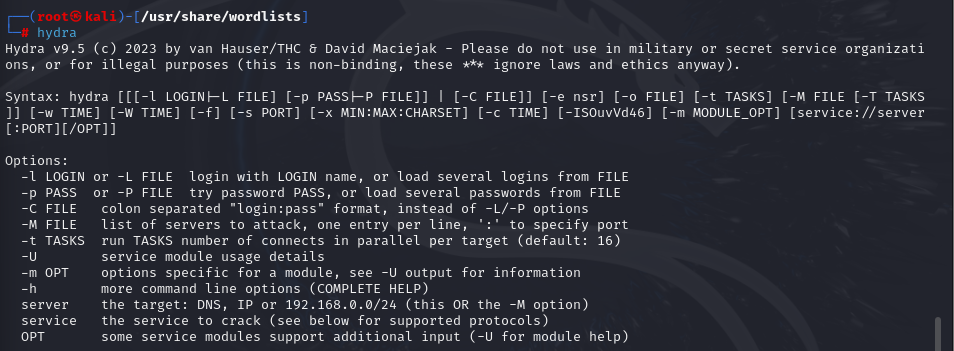 ┌──(root㉿kali)-[/usr/share/wordlists]
└─# hydra
Hydra v9.5 (c) 2023 by van Hauser/THC & David Maciejak - Please do not use in military or secret service organizati
ons, or for illegal purposes (this is non-binding, these *** ignore laws and ethics anyway).

Syntax: hydra [[[-l LOGIN|-L FILE] [-p PASS|-P FILE]] | [-C FILE]] [-e nsr] [-o FILE] [-t TASKS] [-M FILE [-T TASKS
]] [-w TIME] [-W TIME] [-f] [-s PORT] [-x MIN:MAX:CHARSET] [-c TIME] [-ISOuvVd46] [-m MODULE_OPT] [service://server
[:PORT][/OPT]]

Options:
  -l LOGIN or -L FILE  login with LOGIN name, or load several logins from FILE
  -p PASS  or -P FILE  try password PASS, or load several passwords from FILE
  -C FILE   colon separated "login:pass" format, instead of -L/-P options
  -M FILE   list of servers to attack, one entry per line, ':' to specify port
  -t TASKS  run TASKS number of connects in parallel per target (default: 16)
  -U        service module usage details
  -m OPT    options specific for a module, see -U output for information
  -h        more command line options (COMPLETE HELP)
  server    the target: DNS, IP or 192.168.0.0/24 (this OR the -M option)
  service   the service to crack (see below for supported protocols)
  OPT       some service modules support additional input (-U for module help)